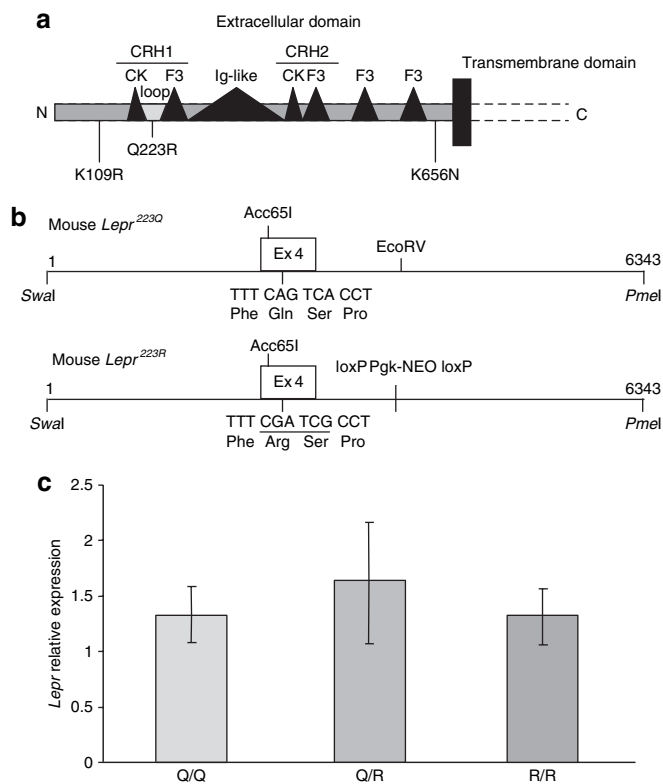 a
Extracellular domain
CRH1
CRH2
Transmembrane domain
CK F3 Ig-like CK F3 F3 F3
loop
N
C
Q223R
K109R
K656N
b
Mouse Lepr223Q
Acc65I
Ex 4
EcoRV
1
6343
SwaI
PmeI
TTT CAG TCA CCT
Phe Gln Ser Pro
Mouse Lepr223R
Acc65I
Ex 4
loxP Pgk-NEO loxP
1
6343
SwaI
PmeI
TTT CGA TCG CCT
Phe Arg Ser Pro
c
Lepr relative expression
2.5
2
1.5
1
0.5
0
Q/Q Q/R R/R